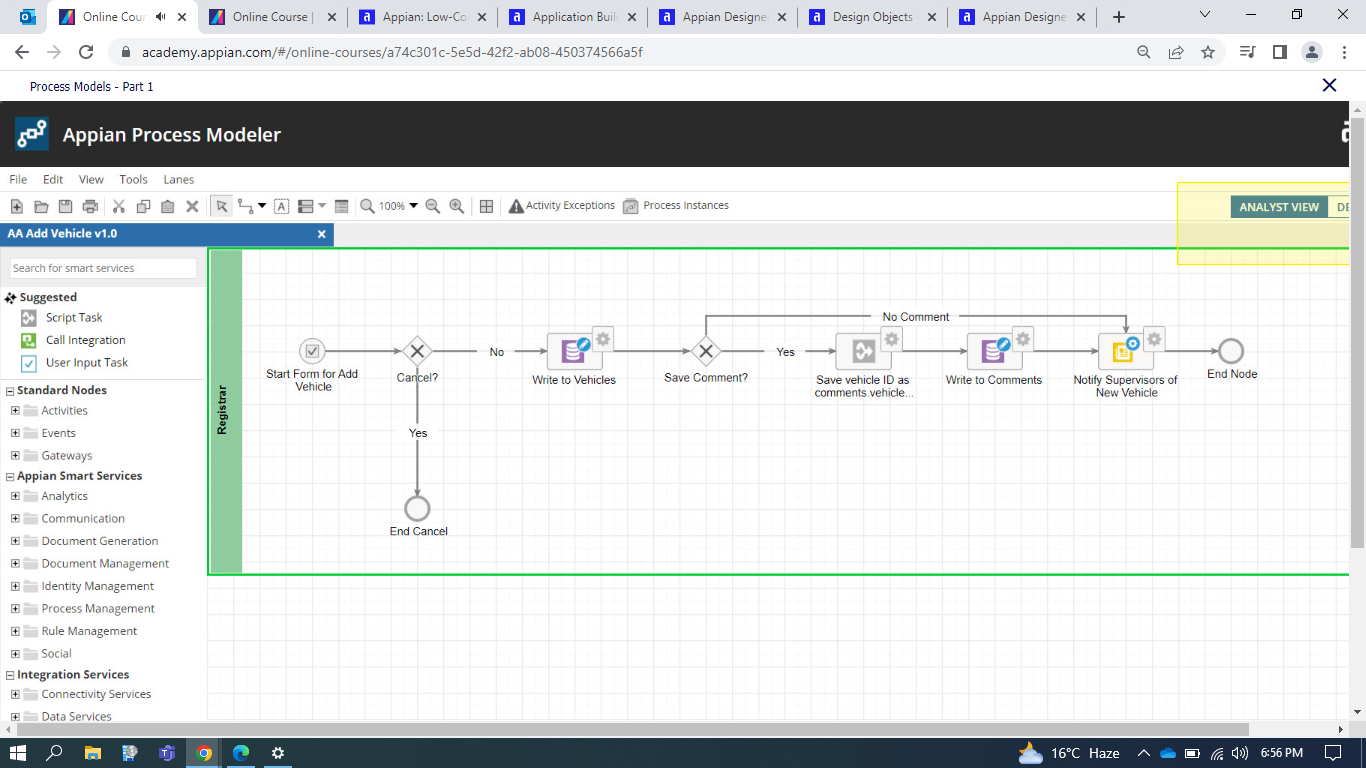 Online Cour
Online Course |
Appian: Low-Co
Application Buil
Appian Designer
Design Objects
Appian Designe
academy.appian.com/#/online-courses/a74c301c-5e5d-42f2-ab08-450374566a5f
Process Models - Part 1
Appian Process Modeler
File Edit View Tools Lanes
100% Activity Exceptions Process Instances
ANALYST VIEW DE
AA Add Vehicle v1.0
Search for smart services
Suggested
Script Task
Call Integration
User Input Task
Standard Nodes
Activities
Events
Gateways
Appian Smart Services
Analytics
Communication
Document Generation
Document Management
Identity Management
Process Management
Rule Management
Social
Integration Services
Connectivity Services
Data Services
Registrar
Start Form for Add
Vehicle
Cancel?
No
Yes
End Cancel
Write to Vehicles
Save Comment?
No Comment
Yes
Save vehicle ID as
comments.vehicle...
Write to Comments
Notify Supervisors of
New Vehicle
End Node
16°C Haze
6:56 PM